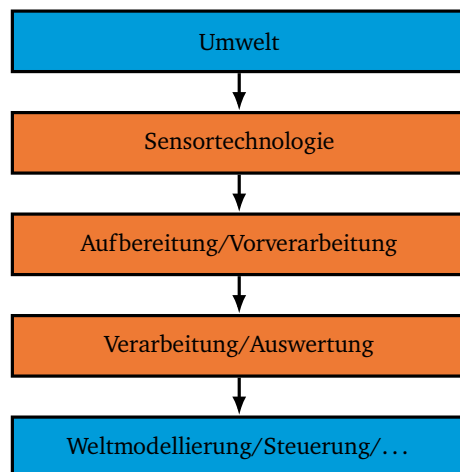 Umwelt
Sensortechnologie
Aufbereitung/Vorverarbeitung
Verarbeitung/Auswertung
Weltmodellierung/Steuerung/...